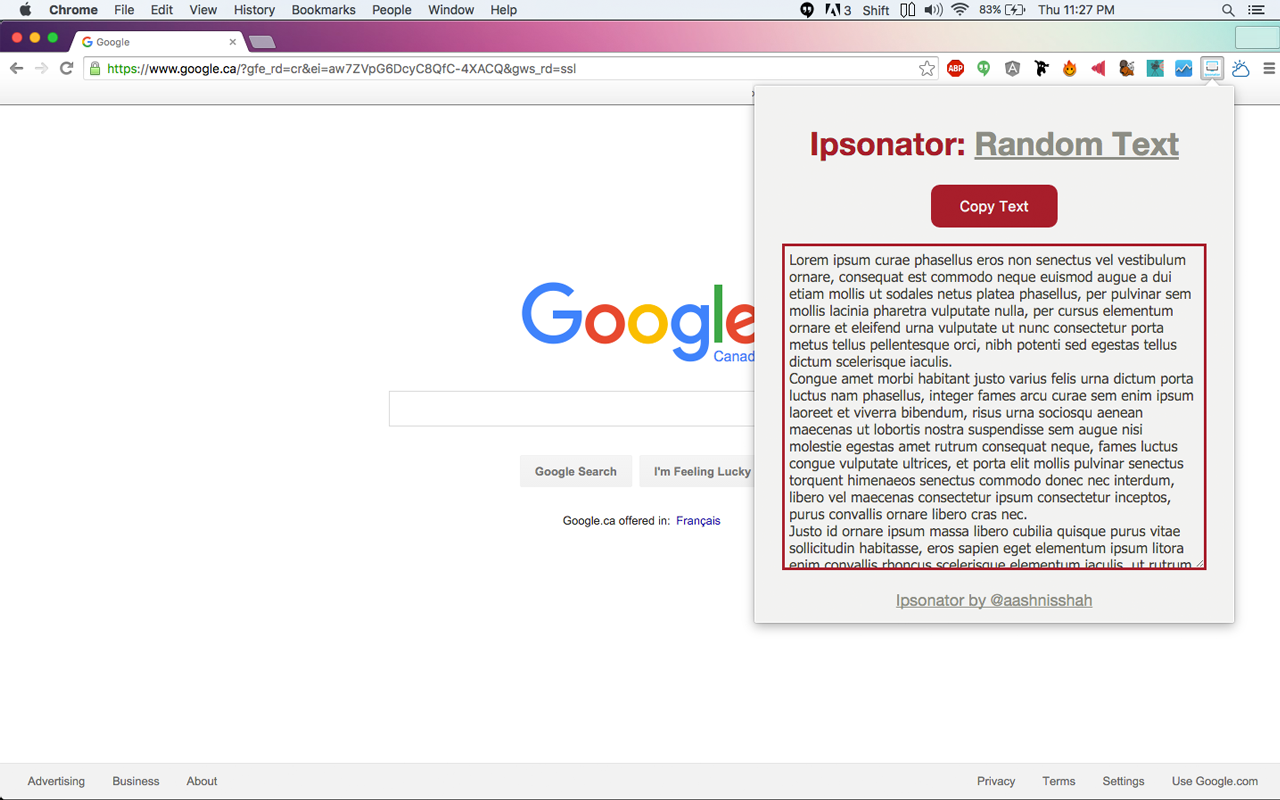 Chrome File Edit View History Bookmarks People Window Help 3 Shift 83% Thu 11:27 PM
Google
https://www.google.ca/?gfe_rd=cr&ei=aw7ZVpG6DcyC8QfC-4XACQ&gws_rd=ssl
ABP
Google
Canad
Google Search I'm Feeling Lucky
Google.ca offered in: Français
Ipsonator: Random Text
Copy Text
Lorem ipsum curae phasellus eros non senectus vel vestibulum
ornare, consequat est commodo neque euismod augue a dui
etiam mollis ut sodales netus platea phasellus, per pulvinar sem
mollis lacinia pharetra vulputate nulla, per cursus elementum
ornare et eleifend urna vulputate ut nunc consectetur porta
metus tellus pellentesque orci, nibh potenti sed egestas tellus
dictum scelerisque iaculis.
Congue amet morbi habitant justo varius felis urna dictum porta
luctus nam phasellus, integer fames arcu curae sem enim ipsum
laoreet et viverra bibendum, risus urna sociosqu aenean
maecenas ut lobortis nostra suspendisse sem augue nisi
molestie egestas amet rutrum consequat neque, fames luctus
congue vulputate ultrices, et porta elit mollis pulvinar senectus
torquent himenaeos senectus commodo donec nec interdum,
libero vel maecenas consectetur ipsum consectetur inceptos,
purus convallis ornare libero cras nec.
Justo id ornare ipsum massa libero cubilia quisque purus vitae
sollicitudin habitasse, eros sapien eget elementum ipsum litora
enim convallis rhoncus scelerisque elementum iaculis, ut rutrum
Ipsonator by @aashnisshah
Advertising Business About Privacy Terms Settings Use Google.com